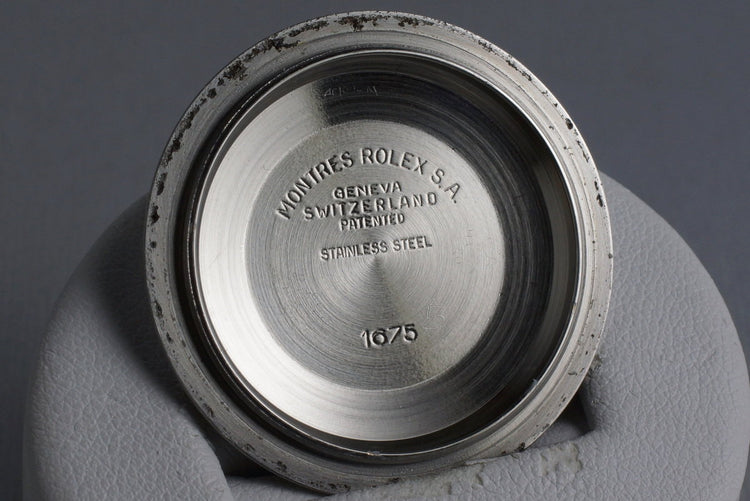 MONTRES ROLEX S.A.
GENEVA
SWITZERLAND
PATENTED
STAINLESS STEEL
1675